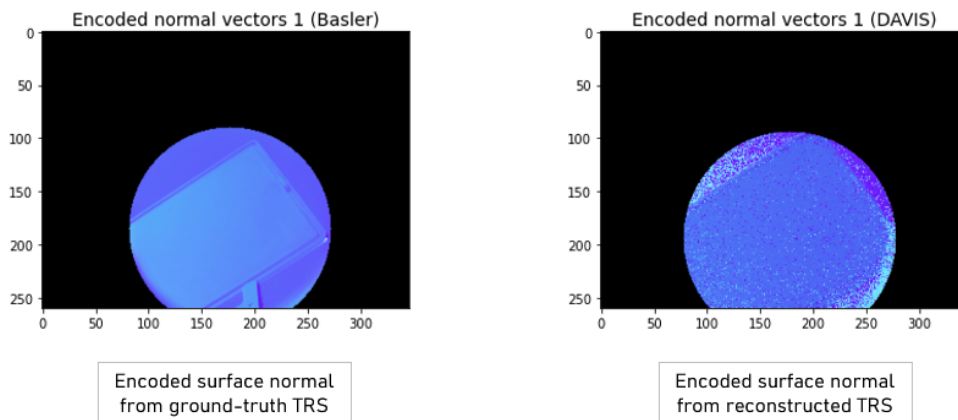 Encoded normal vectors 1 (Basler)
0
50
100
150
200
250
0 50 100 150 200 250 300
Encoded surface normal
from ground-truth TRS
Encoded normal vectors 1 (DAVIS)
0
50
100
150
200
250
0 50 100 150 200 250 300
Encoded surface normal
from reconstructed TRS